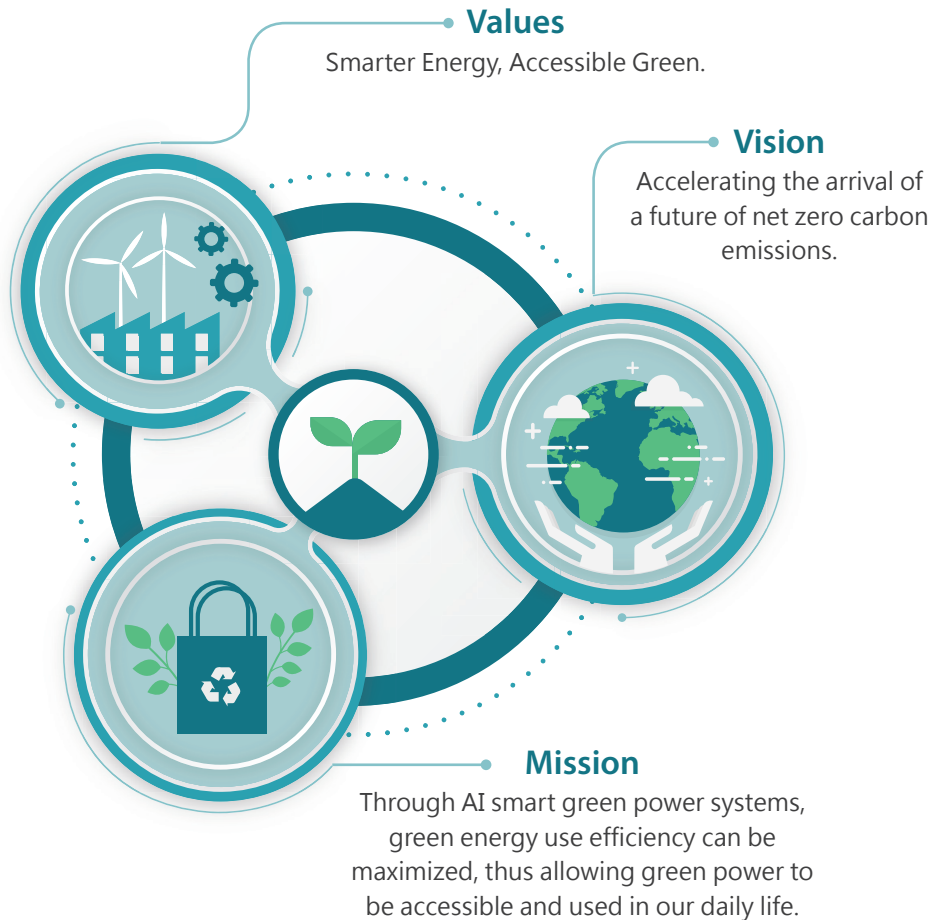 Values
Smarter Energy, Accessible Green.
Vision
Accelerating the arrival of
a future of net zero carbon
emissions.
Mission
Through AI smart green power systems,
green energy use efficiency can be
maximized, thus allowing green power to
be accessible and used in our daily life.